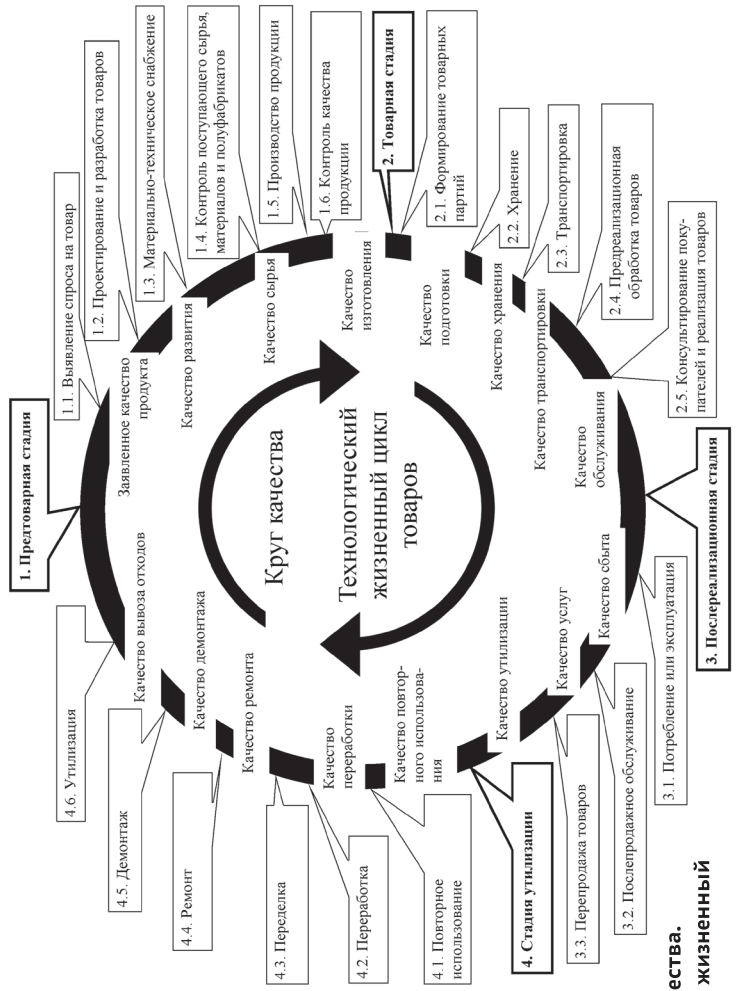 1. Предтоварная стадия
1.1. Выявление спроса на товар
1.2. Проектирование и разработка товаров
1.3. Материально-техническое снабжение
1.4. Контроль поступающего сырья,
материалов и полуфабрикатов
1.5. Производство продукции
1.6. Контроль качества
продукции
2. Товарная стадия
2.1. Формирование товарных
партий
2.2. Хранение
2.3. Транспортировка
2.4. Предреализационная
обработка товаров
2.5. Консультирование поку-
пателей и реализация товаров
3. Послереализационная стадия
3.1. Потребление или эксплуатация
3.2. Послепродажное обслуживание
3.3. Перепродажа товаров
4. Стадия утилизации
4.1. Повторное
использование
4.2. Переработка
4.3. Переделка
4.4. Ремонт
4.5. Демонтаж
4.6. Утилизация
Заявленное качество
продукта
Качество развития
Качество сырья
Качество
изготовления
Качество
подготовки
Качество хранения
Качество транспортировки
Качество
обслуживания
Качество сбыта
Качество услуг
Качество утилизации
Качество повтор-
ного использова-
ния
Качество
переработки
Качество ремонта
Качество демонтажа
Качество вывоза отходов
Круг качества
Технологический
жизненный цикл
товаров
ества.
жизненный